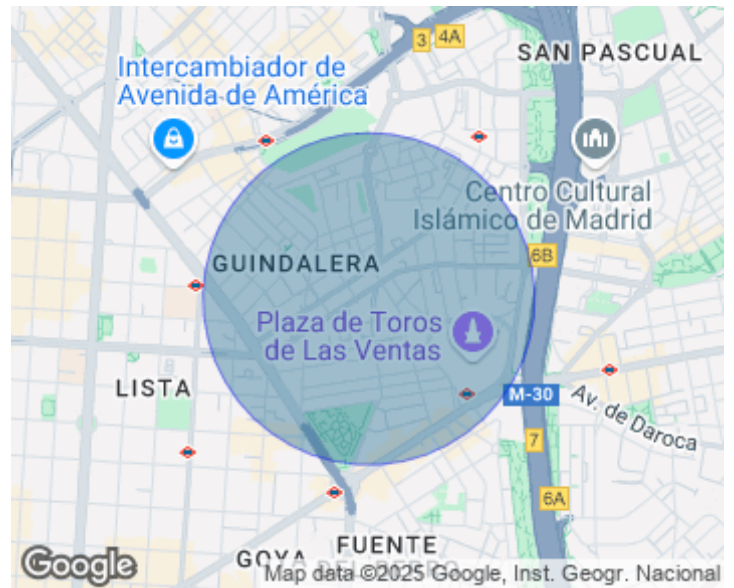 3 4A
SAN PASCUAL
Intercambiador de
Avenida de América
Centro Cultural
Islámico de Madrid
6B
GUINDALERA
Plaza de Toros
de Las Ventas
LISTA
M-30
Av. de Daroca
7
6A
FUENTE
GOYA
Google
Map data ©2025 Google, Inst. Geogr. Nacional